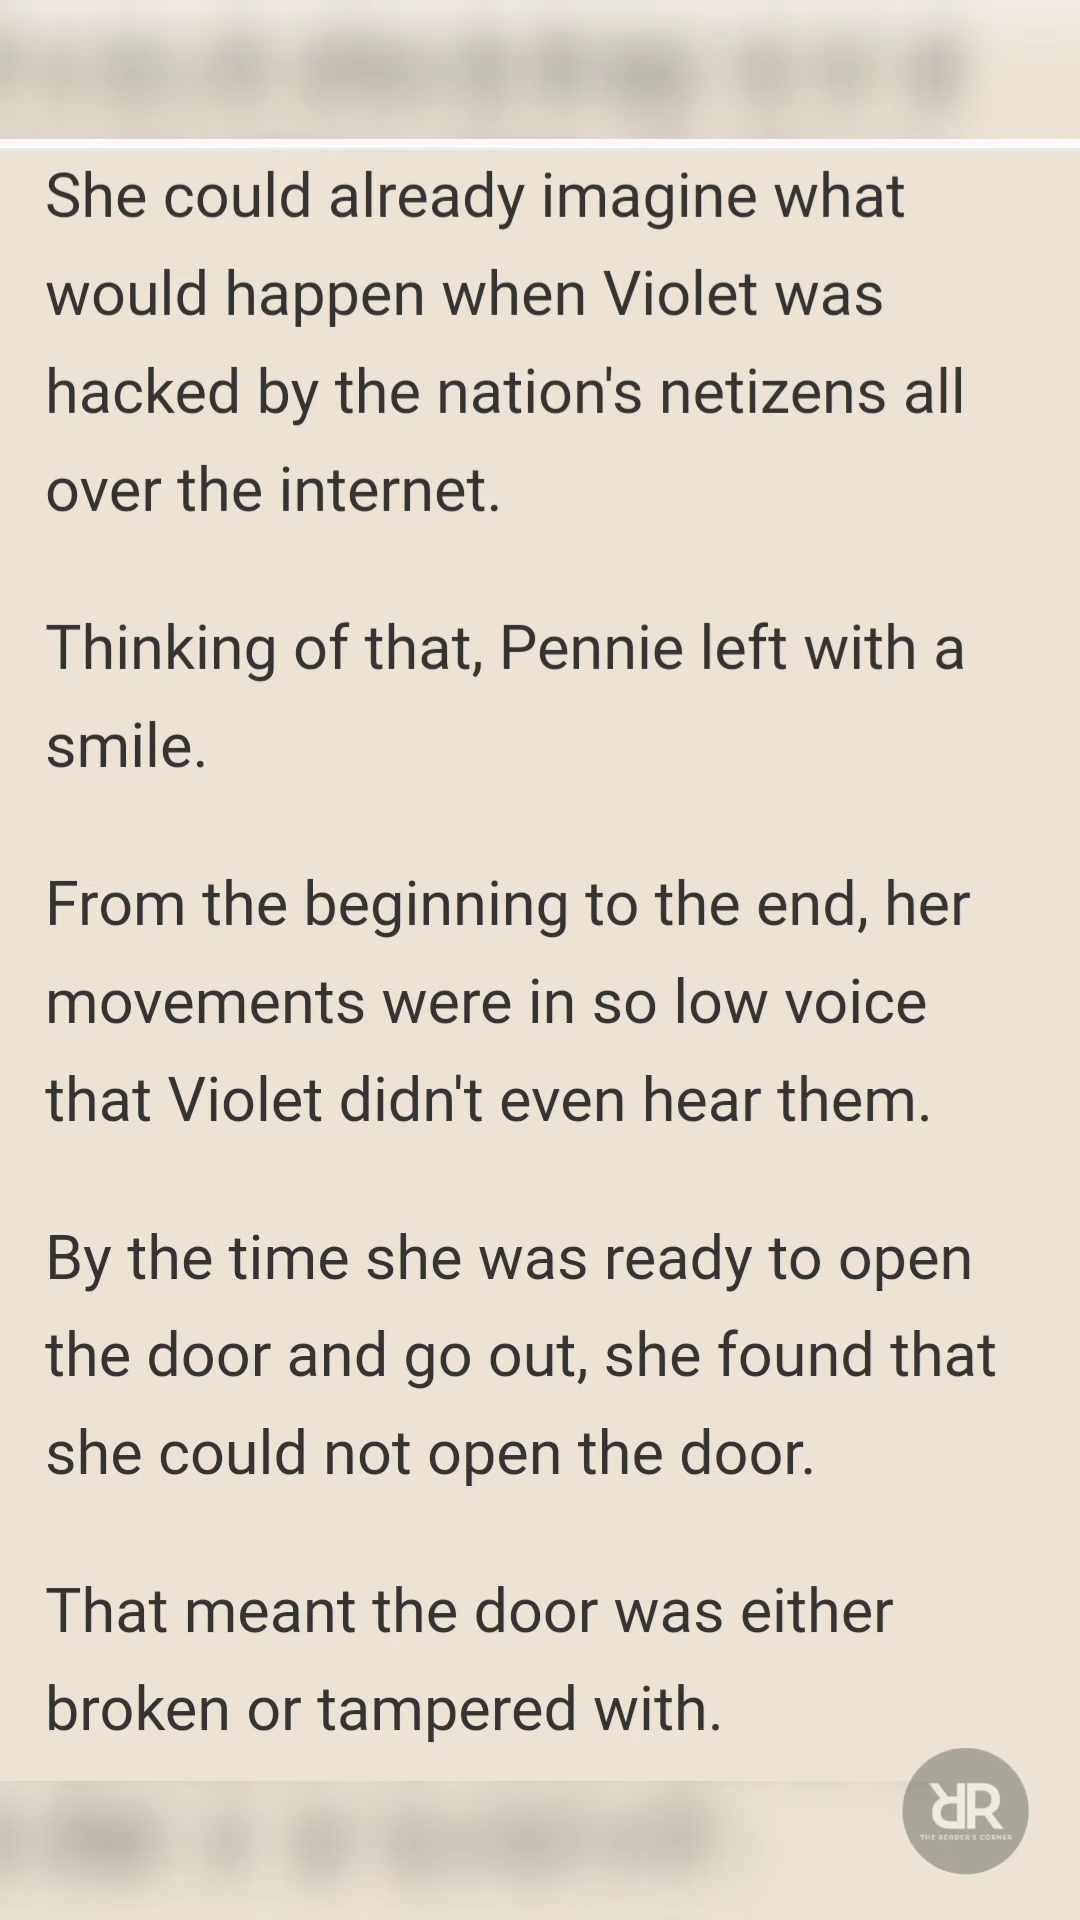 She could already imagine what
would happen when Violet was
hacked by the nation's netizens all
over the internet.
Thinking of that, Pennie left with a
smile.
From the beginning to the end, her
movements were in so low voice
that Violet didn't even hear them.
By the time she was ready to open
the door and go out, she found that
she could not open the door.
That meant the door was either
broken or tampered with.
RR
THE READER'S CORNER